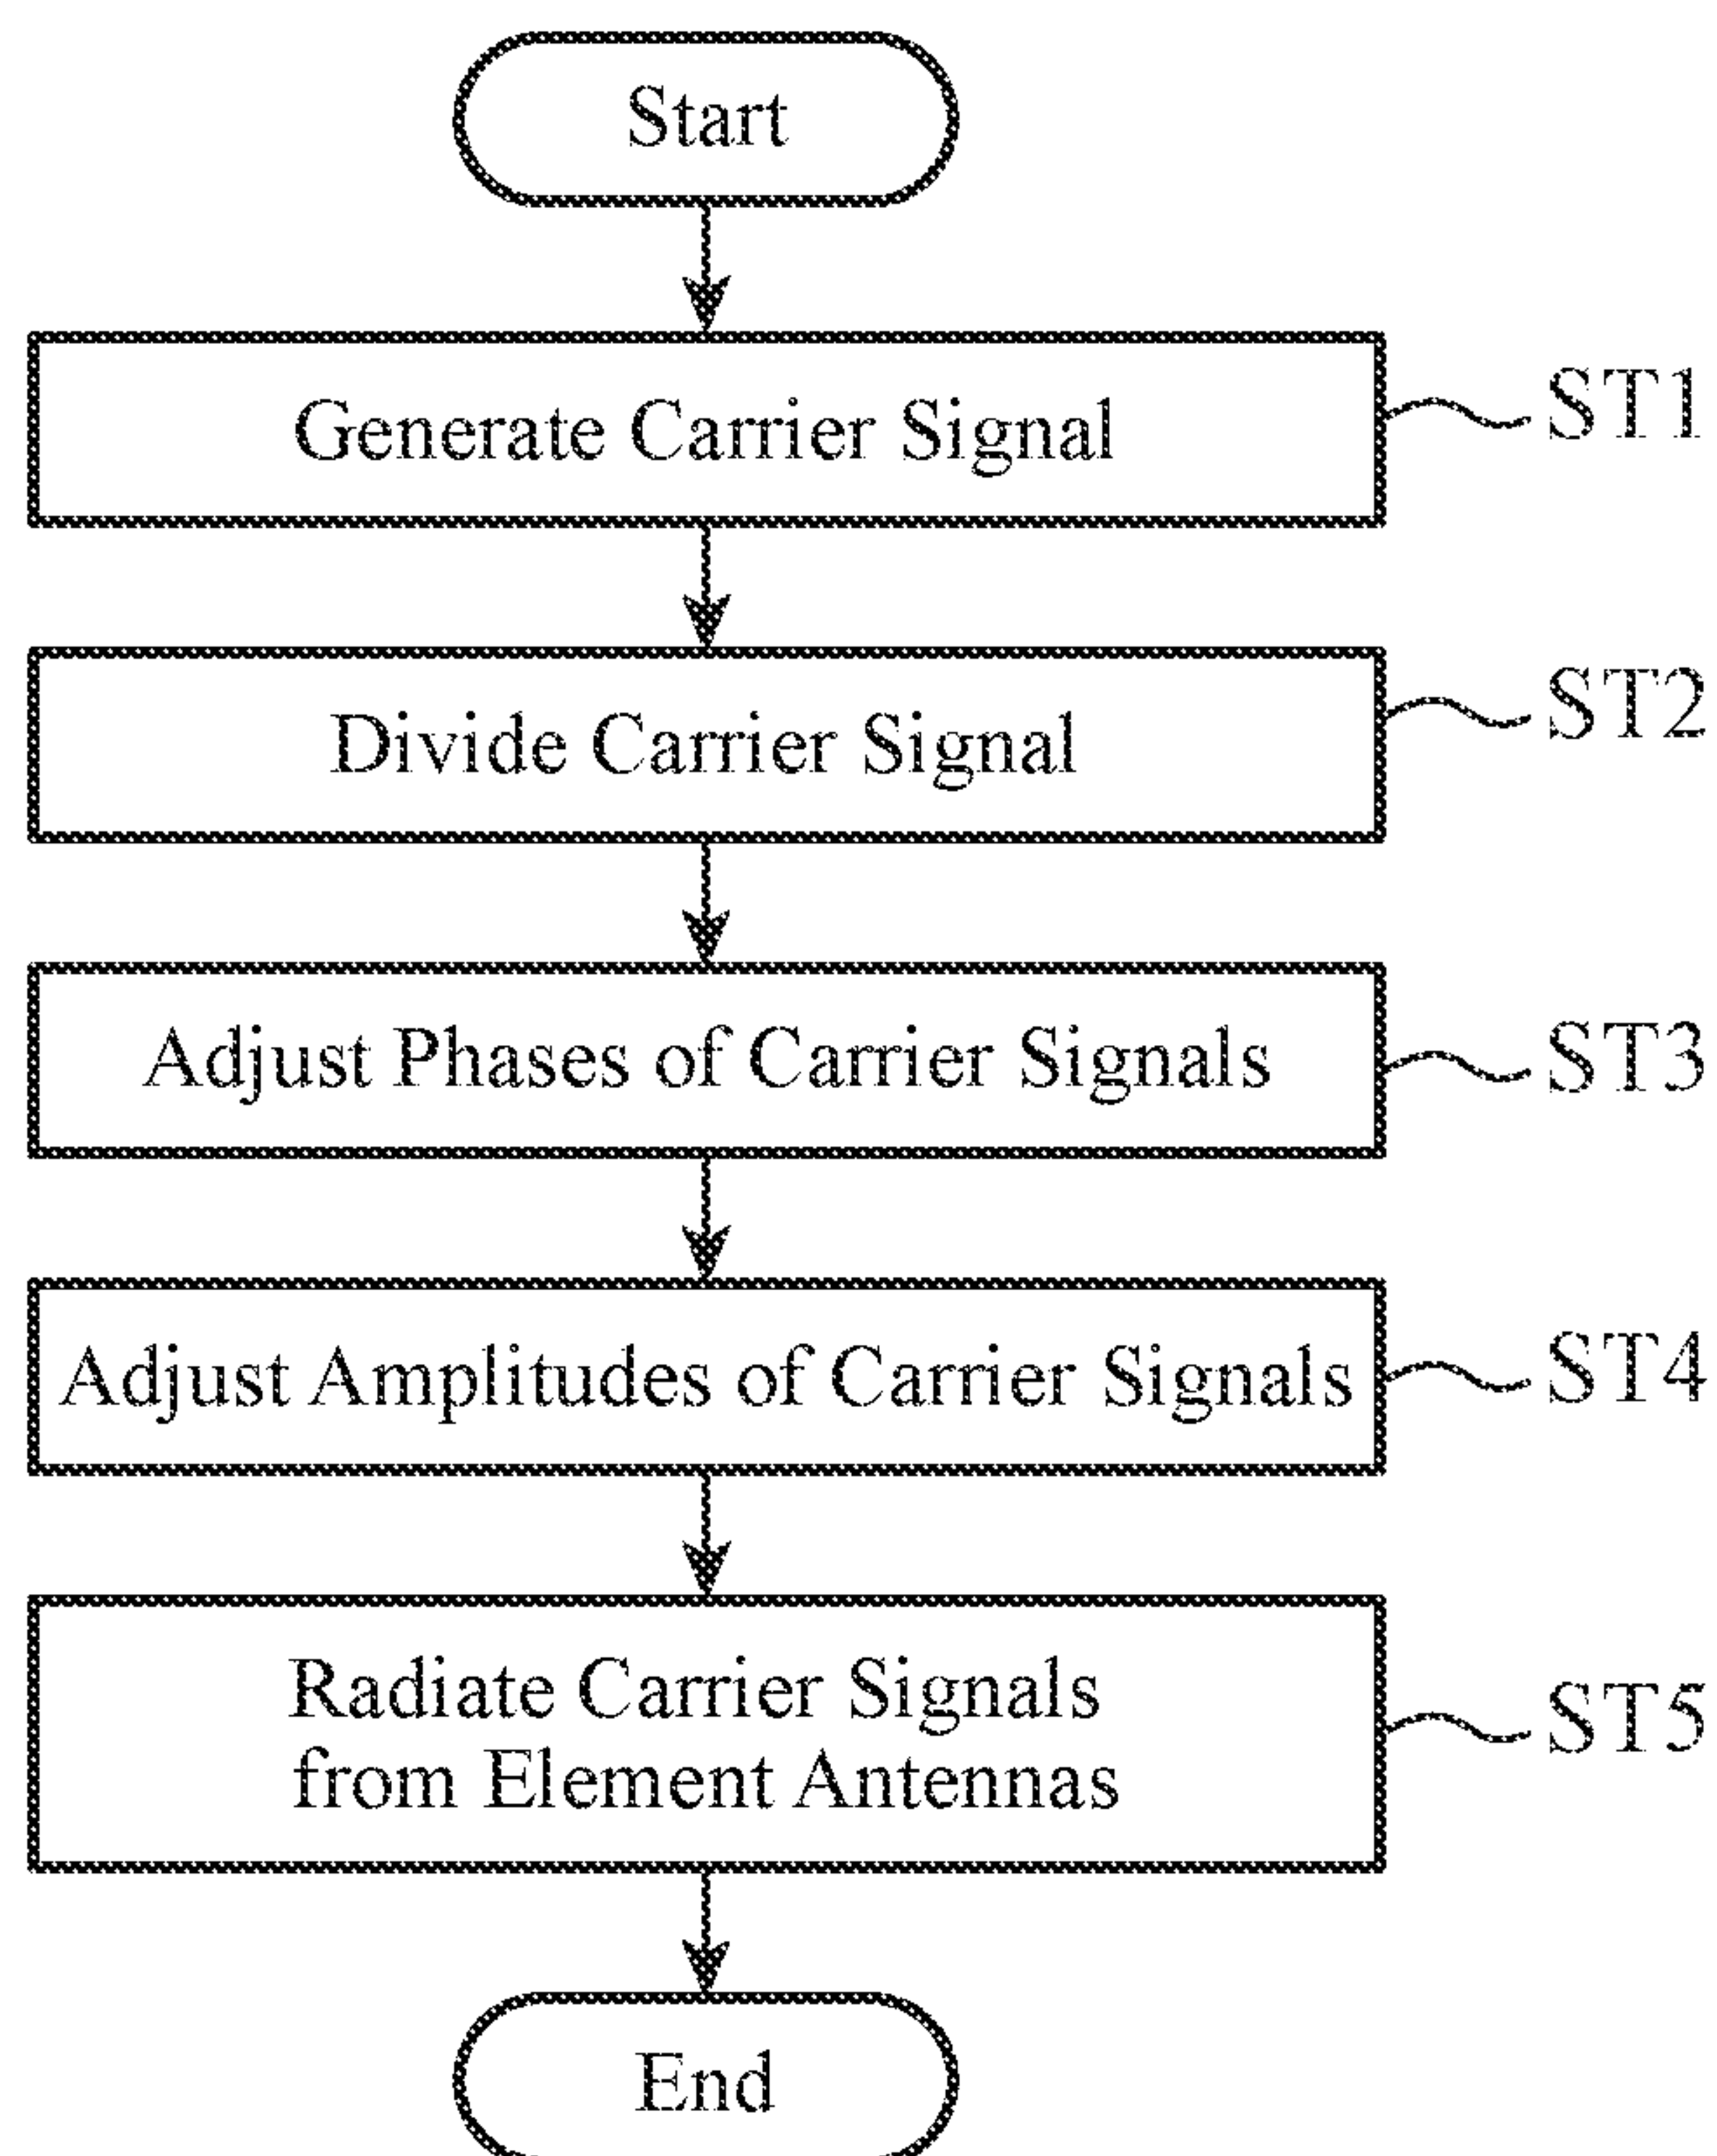 Start
Generate Carrier Signal
ST1
Divide Carrier Signal
ST2
Adjust Phases of Carrier Signals
ST3
Adjust Amplitudes of Carrier Signals
ST4
Radiate Carrier Signals
from Element Antennas
ST5
End